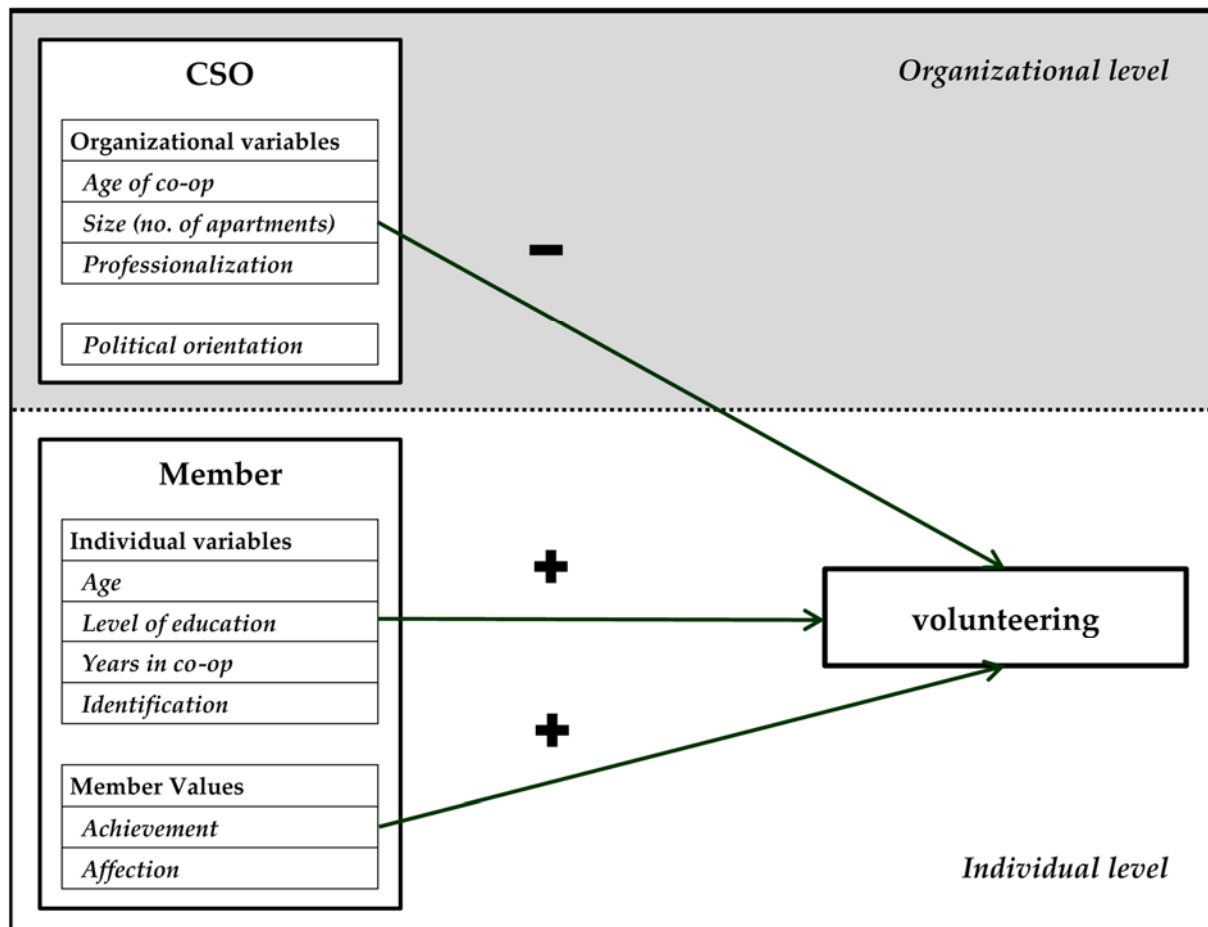 CSO
Organizational level
Organizational variables
Age of co-op
Size (no. of apartments)
Professionalization
Political orientation
–
Member
Individual variables
Age
Level of education
Years in co-op
Identification
Member Values
Achievement
Affection
+
+
volunteering
Individual level